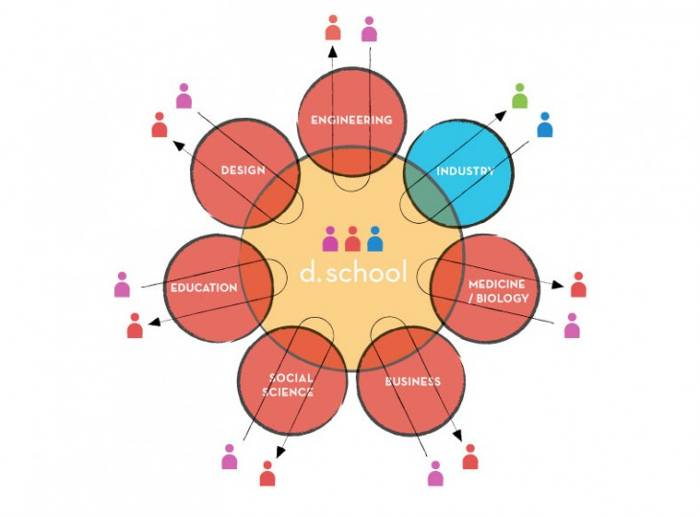 ENGINEERING
DESIGN
INDUSTRY
d.school
EDUCATION
MEDICINE
/ BIOLOGY
SOCIAL
SCIENCE
BUSINESS